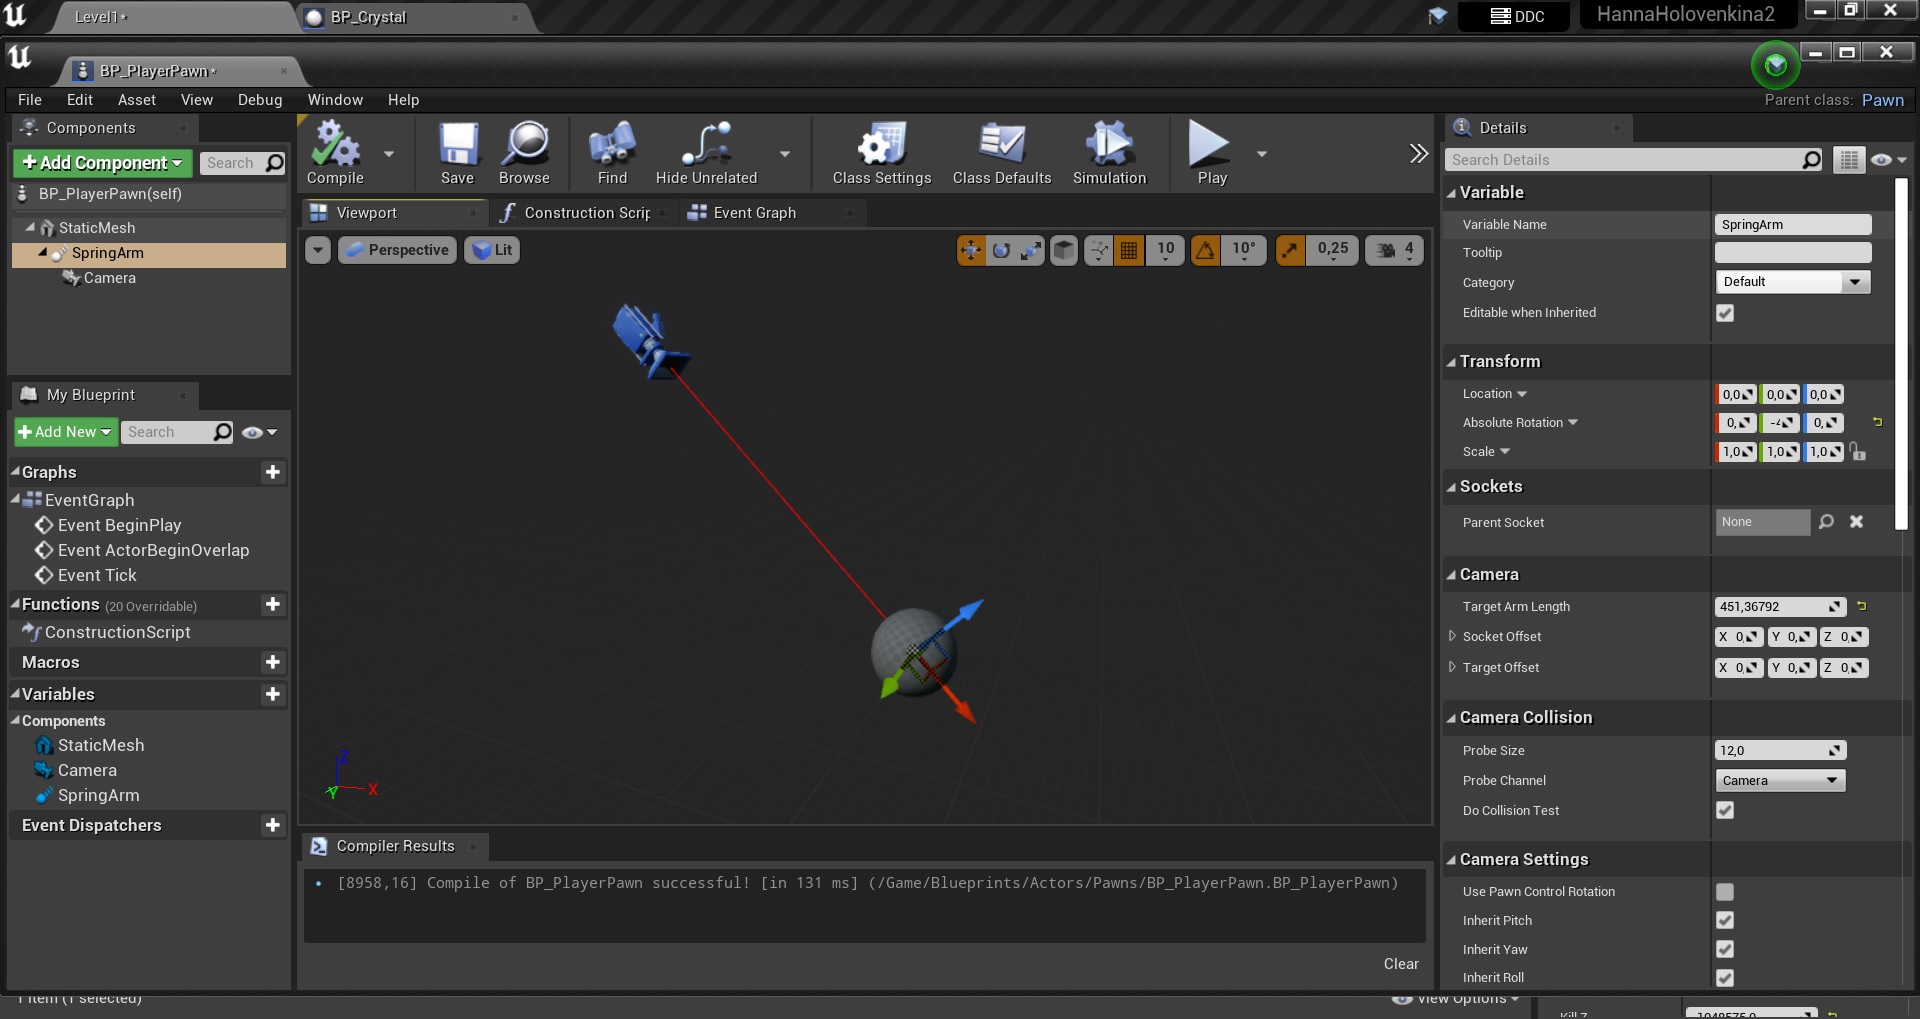 Level1*
BP_Crystal
DDC
HannaHolovenkina2
BP_PlayerPawn*
File Edit Asset View Debug Window Help
Parent class: Pawn
Components
+Add Component
Search
BP_PlayerPawn(self)
StaticMesh
SpringArm
Camera
My Blueprint
+Add New
Search
Graphs
EventGraph
Event BeginPlay
Event ActorBeginOverlap
Event Tick
Functions (20 Overridable)
ConstructionScript
Macros
Variables
Components
StaticMesh
Camera
SpringArm
Event Dispatchers
Compile
Save
Browse
Find
Hide Unrelated
Class Settings
Class Defaults
Simulation
Play
Viewport
Construction Scrip
Event Graph
Perspective
Lit
10
10°
0,25
4
Z
Y
X
Compiler Results
[8958,16] Compile of BP_PlayerPawn successful! [in 131 ms] (/Game/Blueprints/Actors/Pawns/BP_PlayerPawn.BP_PlayerPawn)
Clear
Details
Search Details
Variable
Variable Name SpringArm
Tooltip
Category Default
Editable when Inherited
Transform
Location 0,0 0,0 0,0
Absolute Rotation 0, -4 0,
Scale 1,0 1,0 1,0
Sockets
Parent Socket None
Camera
Target Arm Length 451,36792
Socket Offset X 0, Y 0, Z 0,
Target Offset X 0, Y 0, Z 0,
Camera Collision
Probe Size 12,0
Probe Channel Camera
Do Collision Test
Camera Settings
Use Pawn Control Rotation
Inherit Pitch
Inherit Yaw
Inherit Roll
1 item (1 selected)
View Options
Kill Z
-1048575,0